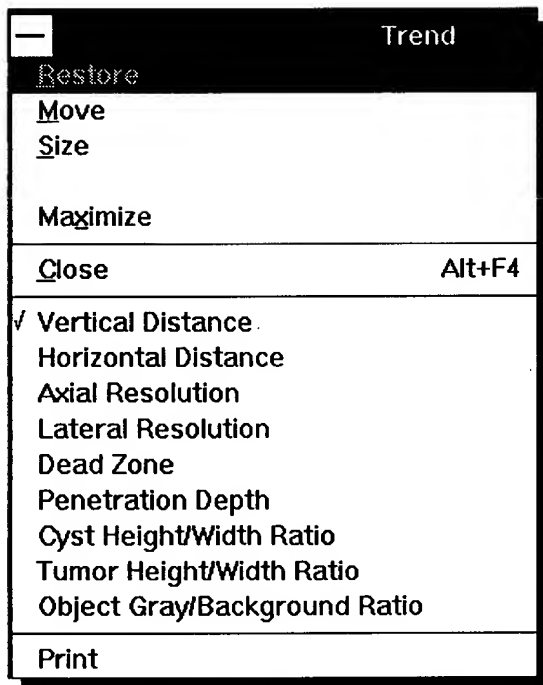 Trend
Restore
Move
Size
Maximize
Close Alt+F4
√ Vertical Distance
Horizontal Distance
Axial Resolution
Lateral Resolution
Dead Zone
Penetration Depth
Cyst Height/Width Ratio
Tumor Height/Width Ratio
Object Gray/Background Ratio
Print